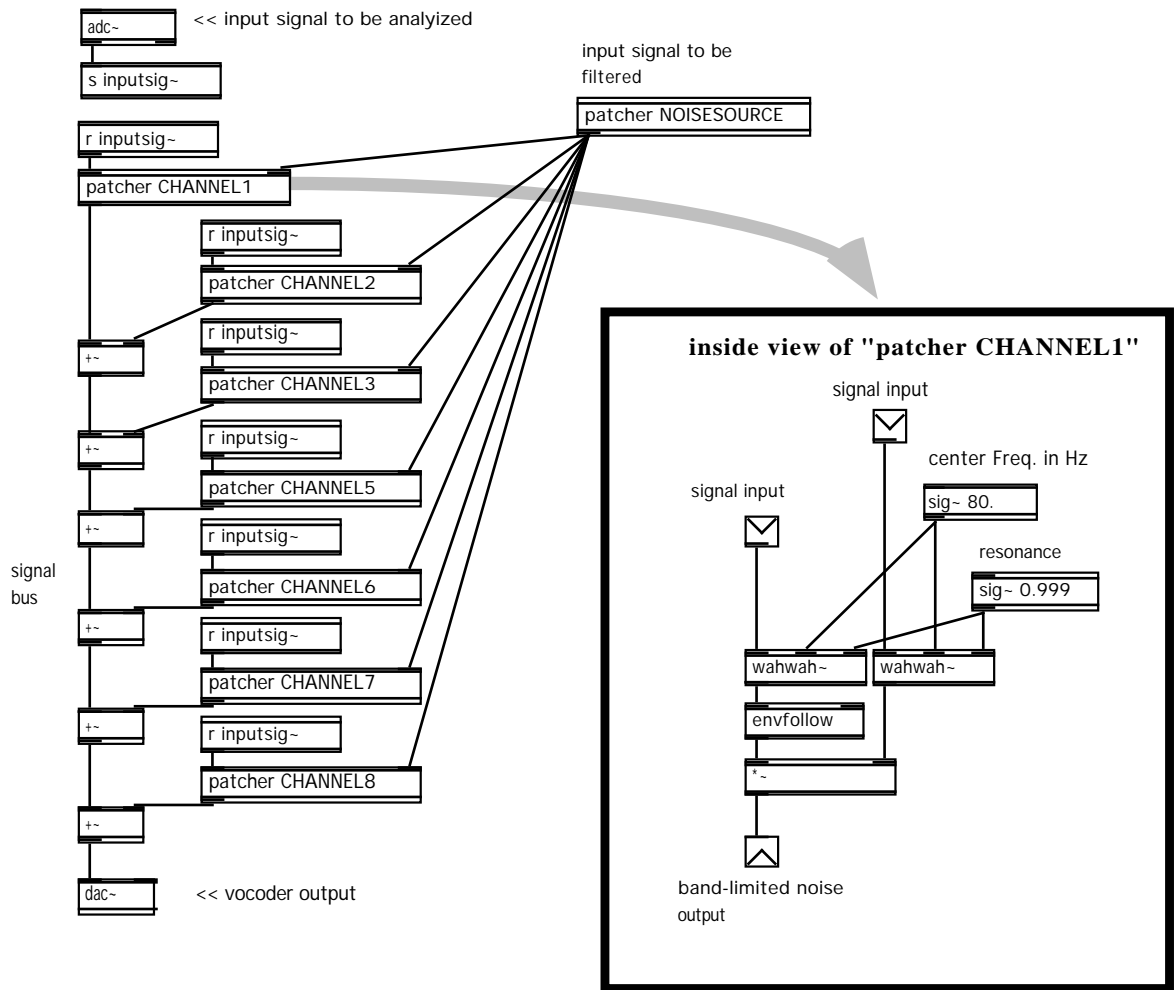 adc~
<< input signal to be analyized
s inputsig~
input signal to be
filtered
patcher NOISESOURCE
r inputsig~
patcher CHANNEL1
r inputsig~
patcher CHANNEL2
+~
r inputsig~
patcher CHANNEL3
+~
r inputsig~
patcher CHANNEL5
+~
r inputsig~
patcher CHANNEL6
signal
bus
+~
r inputsig~
patcher CHANNEL7
+~
r inputsig~
patcher CHANNEL8
+~
dac~
<< vocoder output
inside view of "patcher CHANNEL1"
signal input
center Freq. in Hz
signal input
sig~ 80.
resonance
sig~ 0.999
wahwah~
wahwah~
envfollow
*~
band-limited noise
output